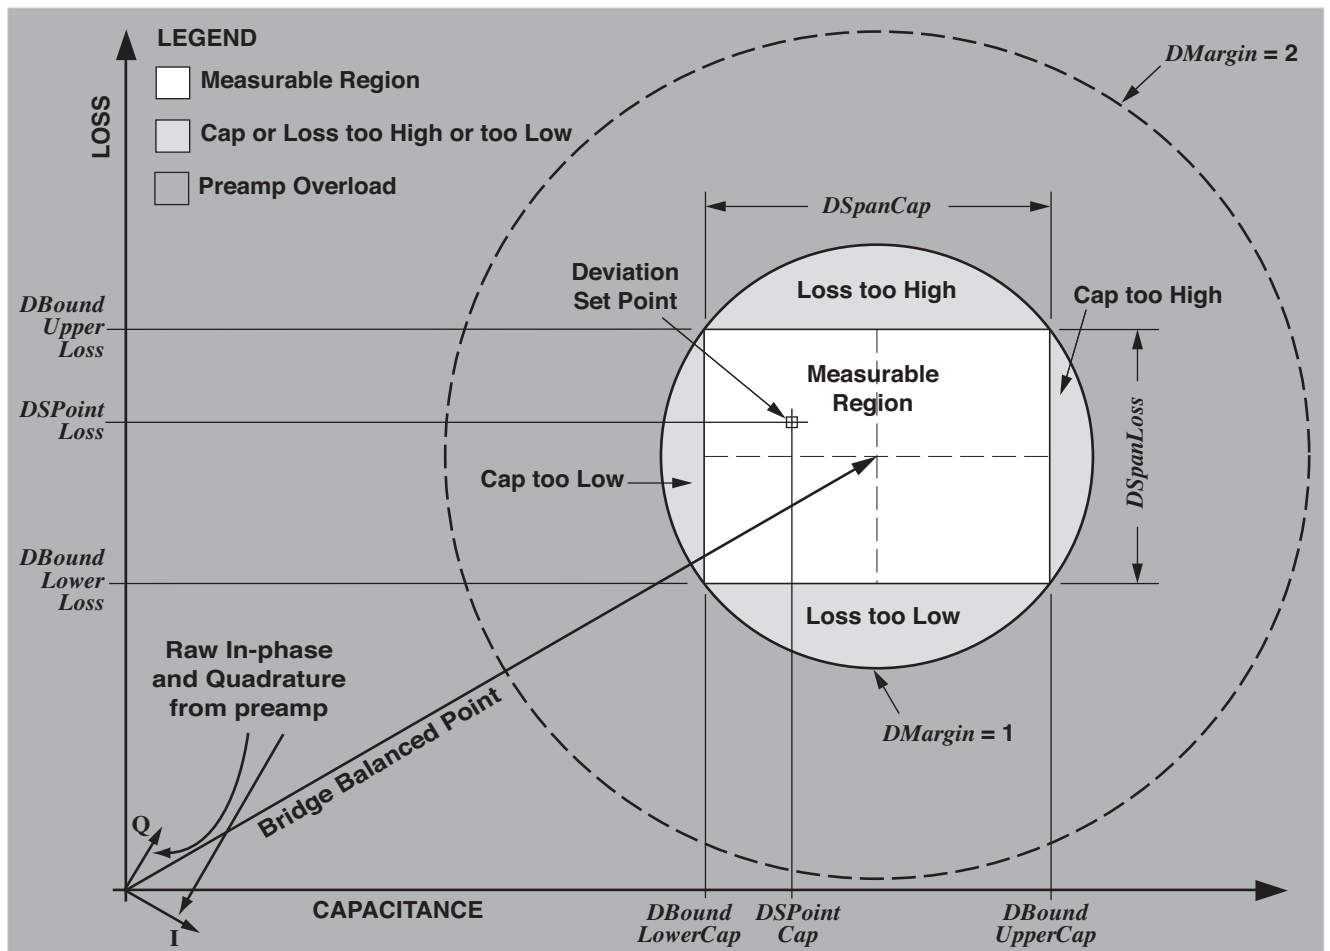 LEGEND
Measurable Region
Cap or Loss too High or too Low
Preamp Overload
LOSS
DMargin = 2
DSpanCap
Deviation
Set Point
Loss too High
Cap too High
DBound
Upper
Loss
Measurable
Region
DSPoint
Loss
DSpanLoss
Cap too Low
DBound
Lower
Loss
Loss too Low
Raw In-phase
and Quadrature
from preamp
DMargin = 1
Bridge Balanced Point
Q
I
CAPACITANCE
DBound
LowerCap
DSPoint
Cap
DBound
UpperCap